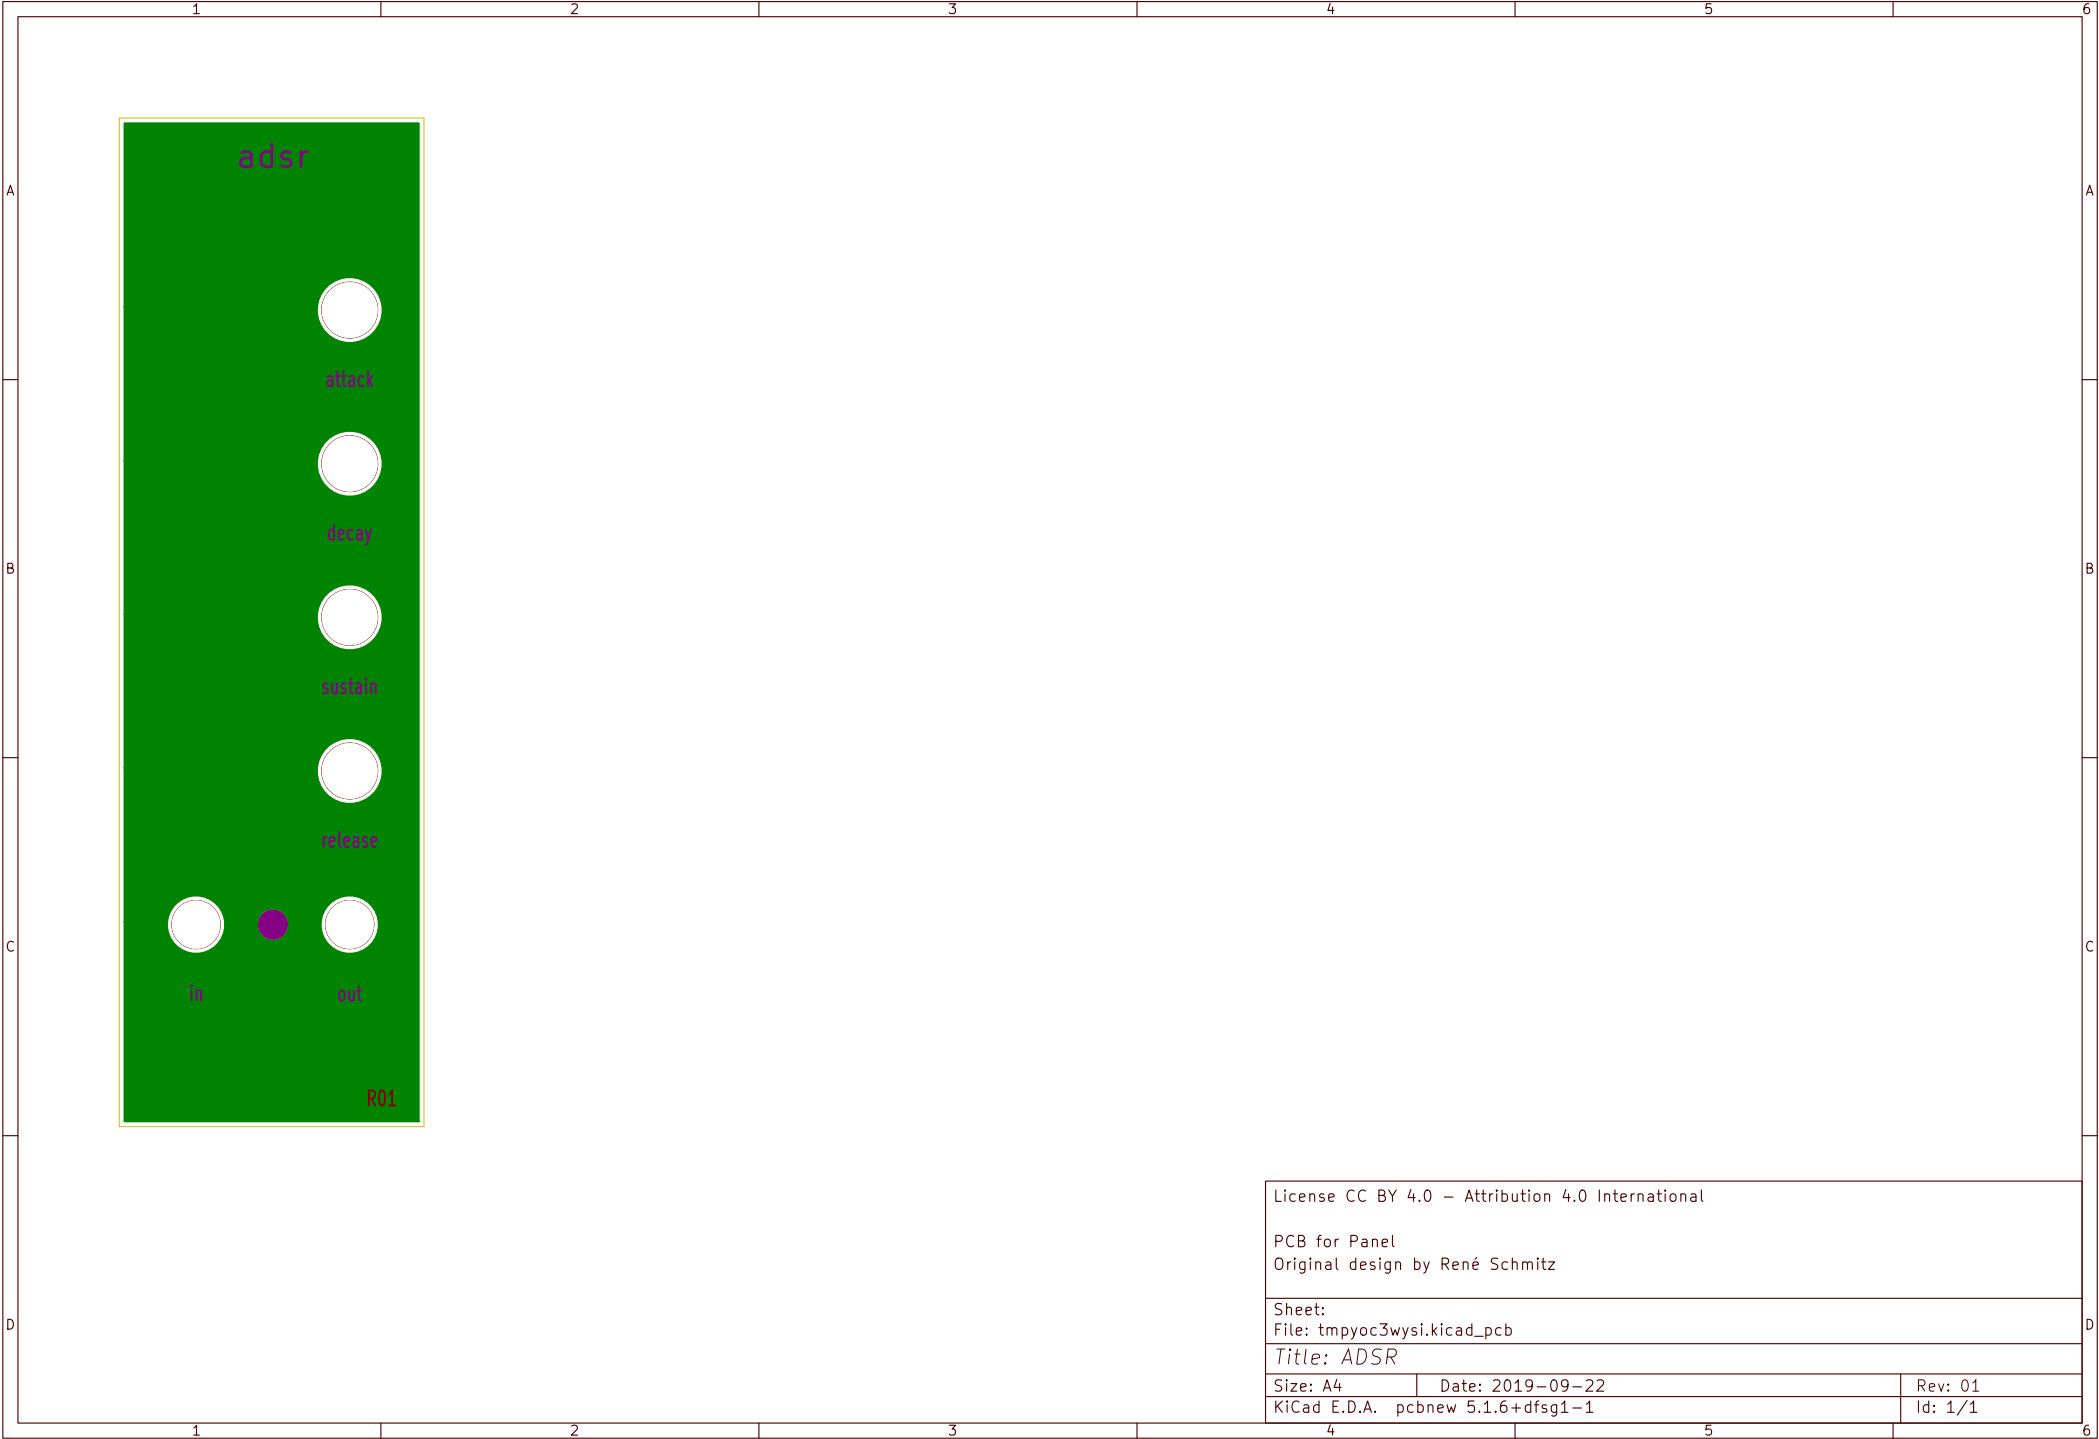 1 2 3 4 5 6
adsr
A A
attack
decay
B B
sustain
release
C C
in out
R01
License CC BY 4.0 - Attribution 4.0 International
PCB for Panel
Original design by René Schmitz
Sheet:
File: tmpyoc3wysi.kicad_pcb
D D
Title: ADSR
Size: A4 Date: 2019-09-22 Rev: 01
KiCad E.D.A. pcbnew 5.1.6+dfsg1-1 Id: 1/1
1 2 3 4 5 6